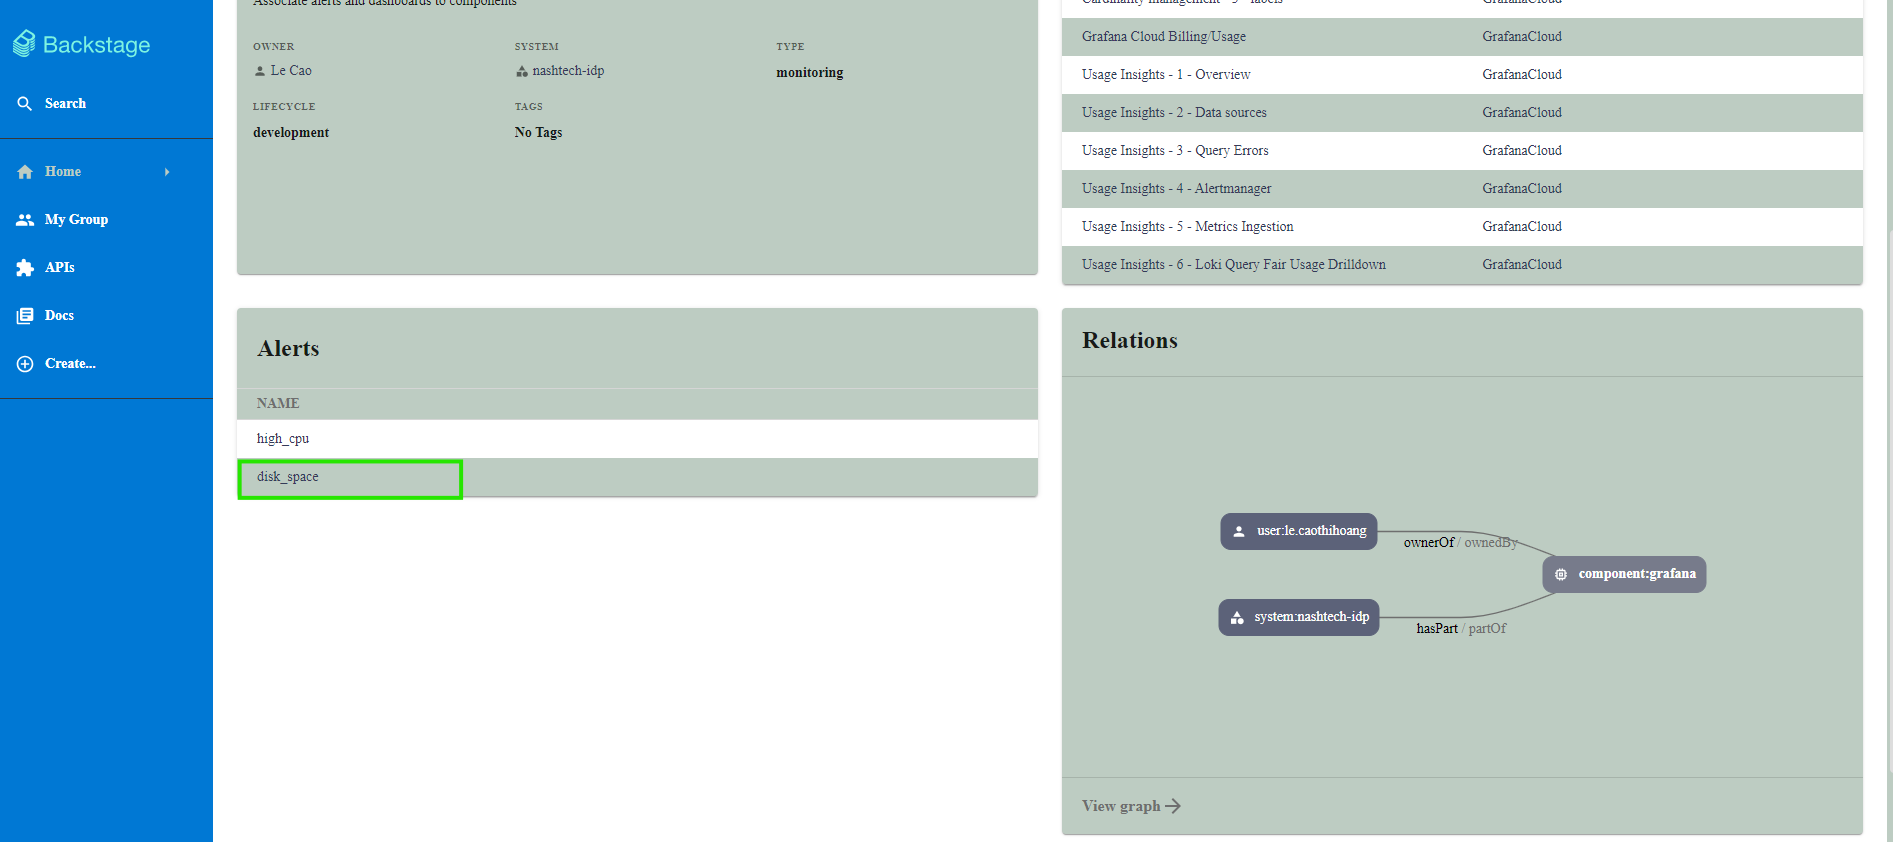 Backstage
Search
Home
My Group
APIs
Docs
Create...
Associate alerts and dashboards to components
OWNER
Le Cao
SYSTEM
nashtech-idp
TYPE
monitoring
LIFECYCLE
development
TAGS
No Tags
Cardinality management - 3 - labels GrafanaCloud
Grafana Cloud Billing/Usage GrafanaCloud
Usage Insights - 1 - Overview GrafanaCloud
Usage Insights - 2 - Data sources GrafanaCloud
Usage Insights - 3 - Query Errors GrafanaCloud
Usage Insights - 4 - Alertmanager GrafanaCloud
Usage Insights - 5 - Metrics Ingestion GrafanaCloud
Usage Insights - 6 - Loki Query Fair Usage Drilldown GrafanaCloud
Alerts
NAME
high_cpu
disk_space
Relations
user:le.caothihoang
ownerOf / ownedBy
component:grafana
system:nashtech-idp
hasPart / partOf
View graph